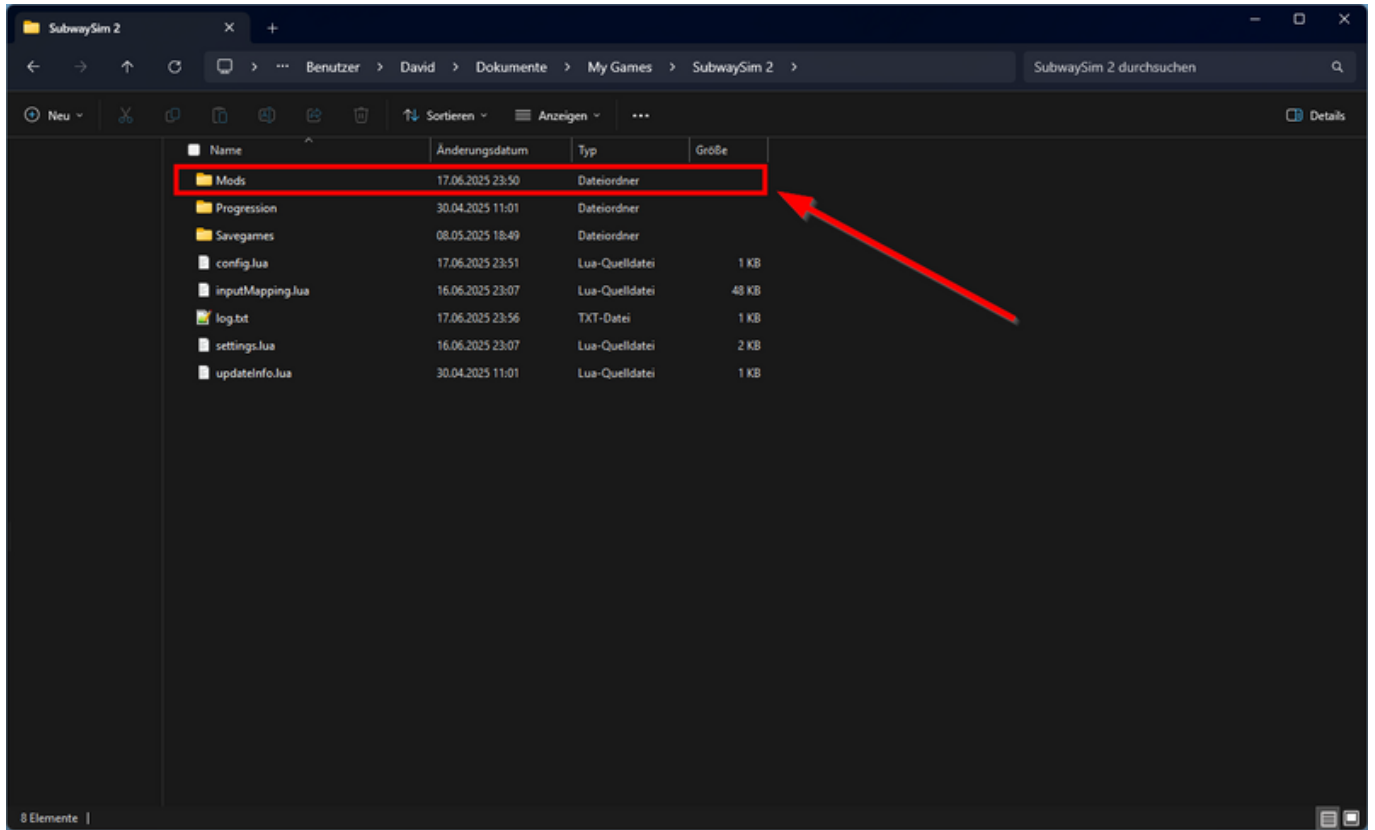 SubwaySim 2
Benutzer > David > Dokumente > My Games > SubwaySim 2 >
SubwaySim 2 durchsuchen
Neu
Sortieren
Anzeigen
Details
Name Änderungsdatum Typ Größe
Mods 17.06.2025 23:50 Dateiordner
Progression 30.04.2025 11:01 Dateiordner
Savegames 08.05.2025 18:49 Dateiordner
config.lua 17.06.2025 23:51 Lua-Quelldatei 1 KB
inputMapping.lua 16.06.2025 23:07 Lua-Quelldatei 48 KB
log.txt 17.06.2025 23:56 TXT-Datei 1 KB
settings.lua 16.06.2025 23:07 Lua-Quelldatei 2 KB
updateInfo.lua 30.04.2025 11:01 Lua-Quelldatei 1 KB
8 Elemente